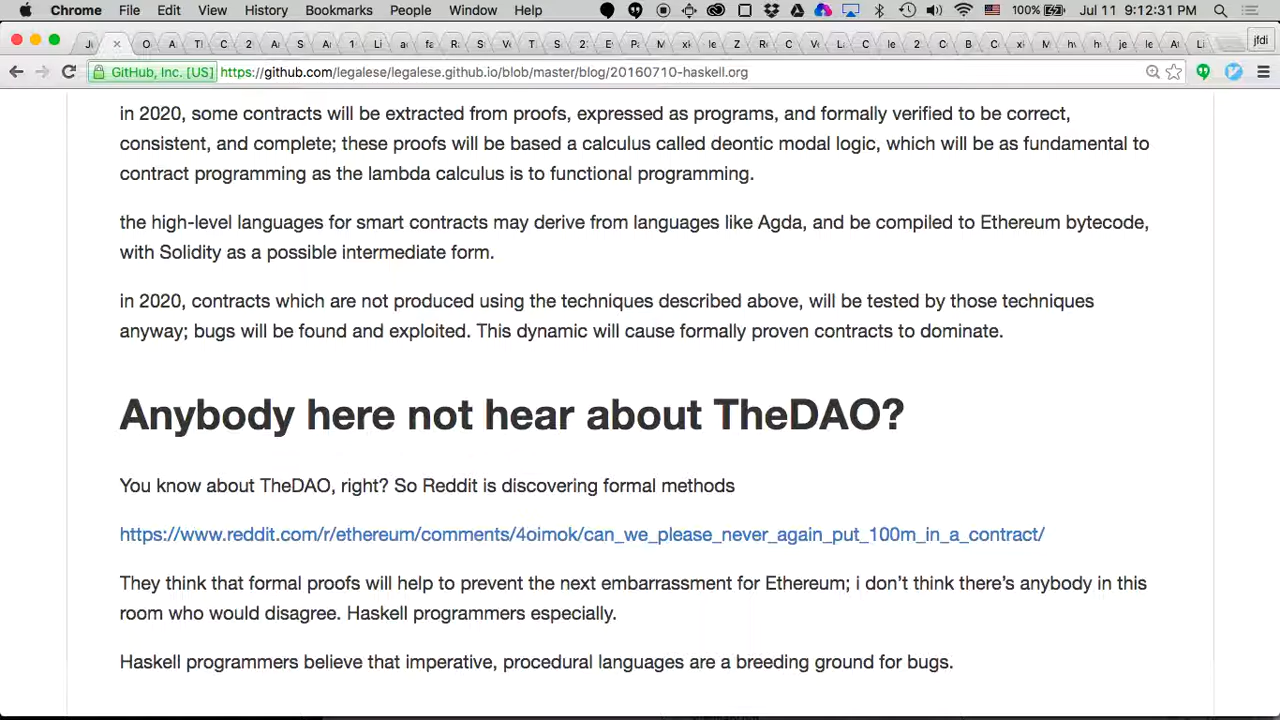 Chrome File Edit View History Bookmarks People Window Help 100% Jul 11 9:12:31 PM
jfdi
GitHub, Inc. [US] https://github.com/legalese/legalese.github.io/blob/master/blog/20160710-haskell.org
in 2020, some contracts will be extracted from proofs, expressed as programs, and formally verified to be correct,
consistent, and complete; these proofs will be based a calculus called deontic modal logic, which will be as fundamental to
contract programming as the lambda calculus is to functional programming.
the high-level languages for smart contracts may derive from languages like Agda, and be compiled to Ethereum bytecode,
with Solidity as a possible intermediate form.
in 2020, contracts which are not produced using the techniques described above, will be tested by those techniques
anyway; bugs will be found and exploited. This dynamic will cause formally proven contracts to dominate.
Anybody here not hear about TheDAO?
You know about TheDAO, right? So Reddit is discovering formal methods
https://www.reddit.com/r/ethereum/comments/4oimok/can_we_please_never_again_put_100m_in_a_contract/
They think that formal proofs will help to prevent the next embarrassment for Ethereum; i don't think there's anybody in this
room who would disagree. Haskell programmers especially.
Haskell programmers believe that imperative, procedural languages are a breeding ground for bugs.